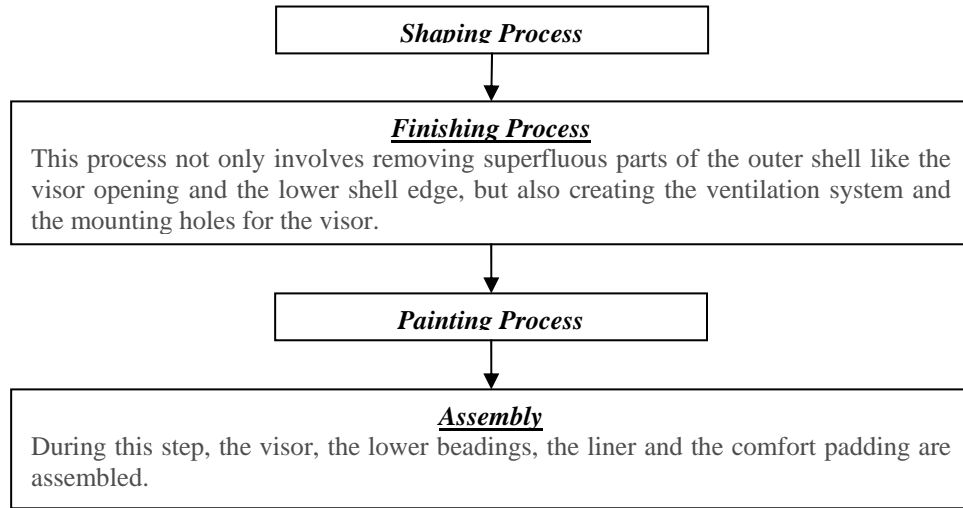 Shaping Process
Finishing Process
This process not only involves removing superfluous parts of the outer shell like the
visor opening and the lower shell edge, but also creating the ventilation system and
the mounting holes for the visor.
Painting Process
Assembly
During this step, the visor, the lower beadings, the liner and the comfort padding are
assembled.